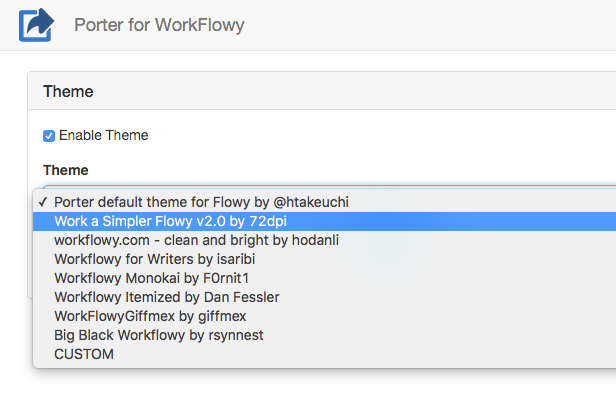 Porter for WorkFlowy
Theme
Enable Theme
Theme
✓ Porter default theme for Flowy by @htakeuchi
Work a Simpler Flowy v2.0 by 72dpi
workflowy.com - clean and bright by hodanli
Workflowy for Writers by isaribi
Workflowy Monokai by F0rnit1
Workflowy Itemized by Dan Fessler
WorkFlowyGiffmex by giffmex
Big Black Workflowy by rsynnest
CUSTOM